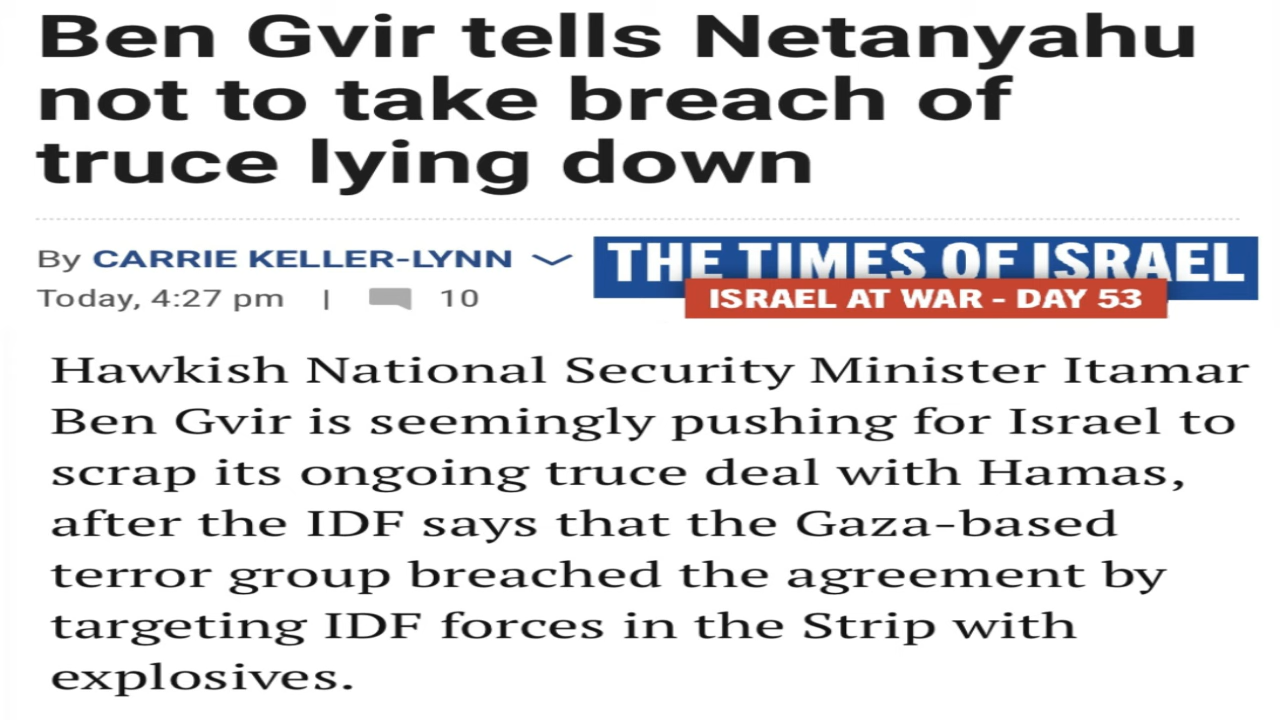 Ben Gvir tells Netanyahu
not to take breach of
truce lying down
By CARRIE KELLER-LYNN
THE TIMES OF ISRAEL
ISRAEL AT WAR - DAY 53
Today, 4:27 pm | 10
Hawkish National Security Minister Itamar
Ben Gvir is seemingly pushing for Israel to
scrap its ongoing truce deal with Hamas,
after the IDF says that the Gaza-based
terror group breached the agreement by
targeting IDF forces in the Strip with
explosives.